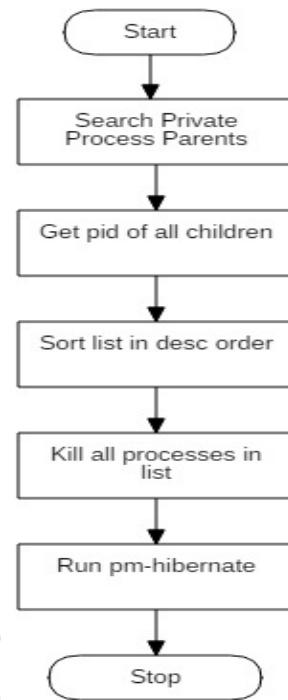 Start
Search Private
Process Parents
Get pid of all children
Sort list in desc order
Kill all processes in
list
Run pm-hibernate
Stop